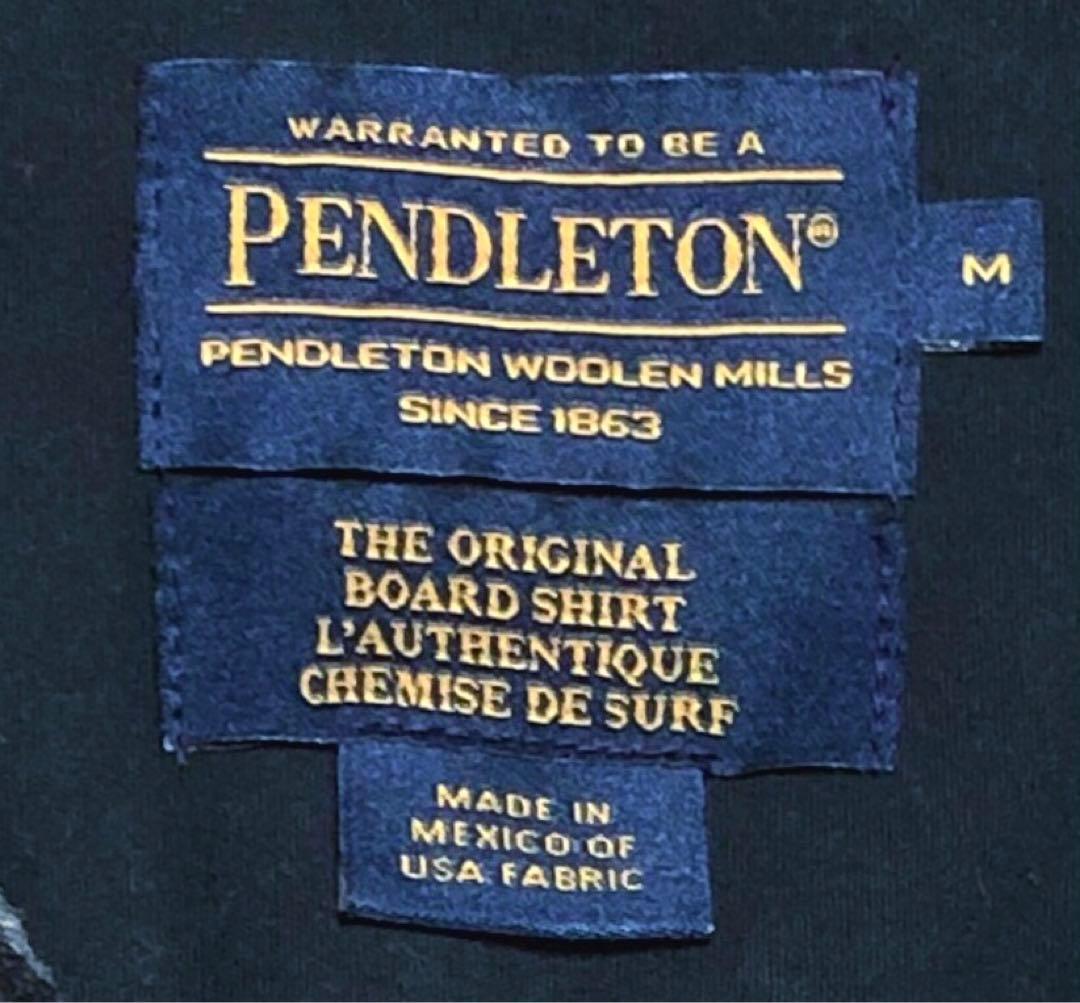 WARRANTED TO BE A
PENDLETON®
PENDLETON WOOLEN MILLS
SINCE 1863
M
THE ORIGINAL
BOARD SHIRT
L'AUTHENTIQUE
CHEMISE DE SURF
MADE IN
MEXICO OF
USA FABRIC